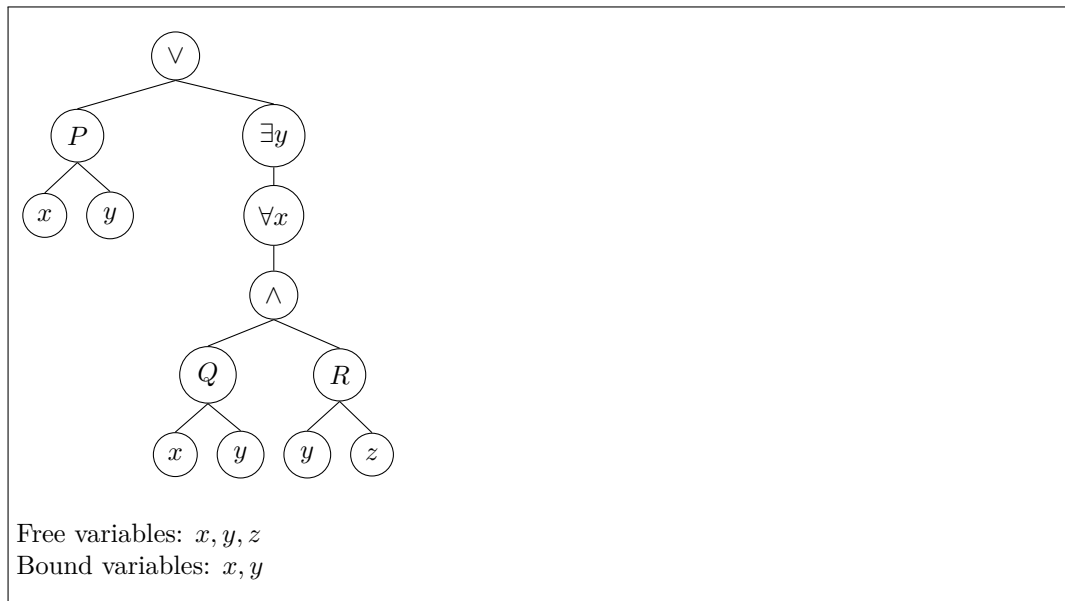 ∨
P ∃y
x y ∀x
∧
Q R
x y y z
Free variables: x, y, z
Bound variables: x, y